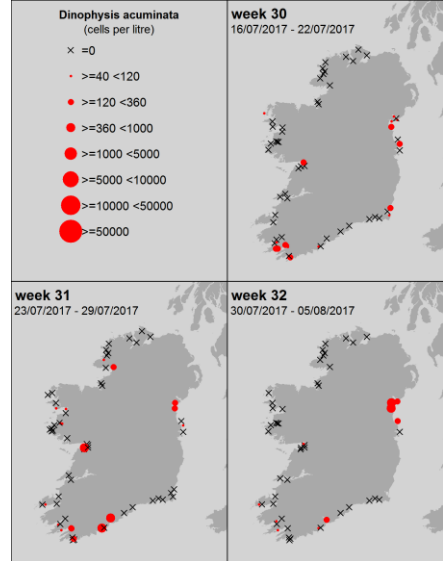 Dinophysis acuminata
(cells per litre)
=0
>=40 <120
>=120 <360
>=360 <1000
>=1000 <5000
>=5000 <10000
>=10000 <50000
>=50000
week 30
16/07/2017 - 22/07/2017
week 31
23/07/2017 - 29/07/2017
week 32
30/07/2017 - 05/08/2017